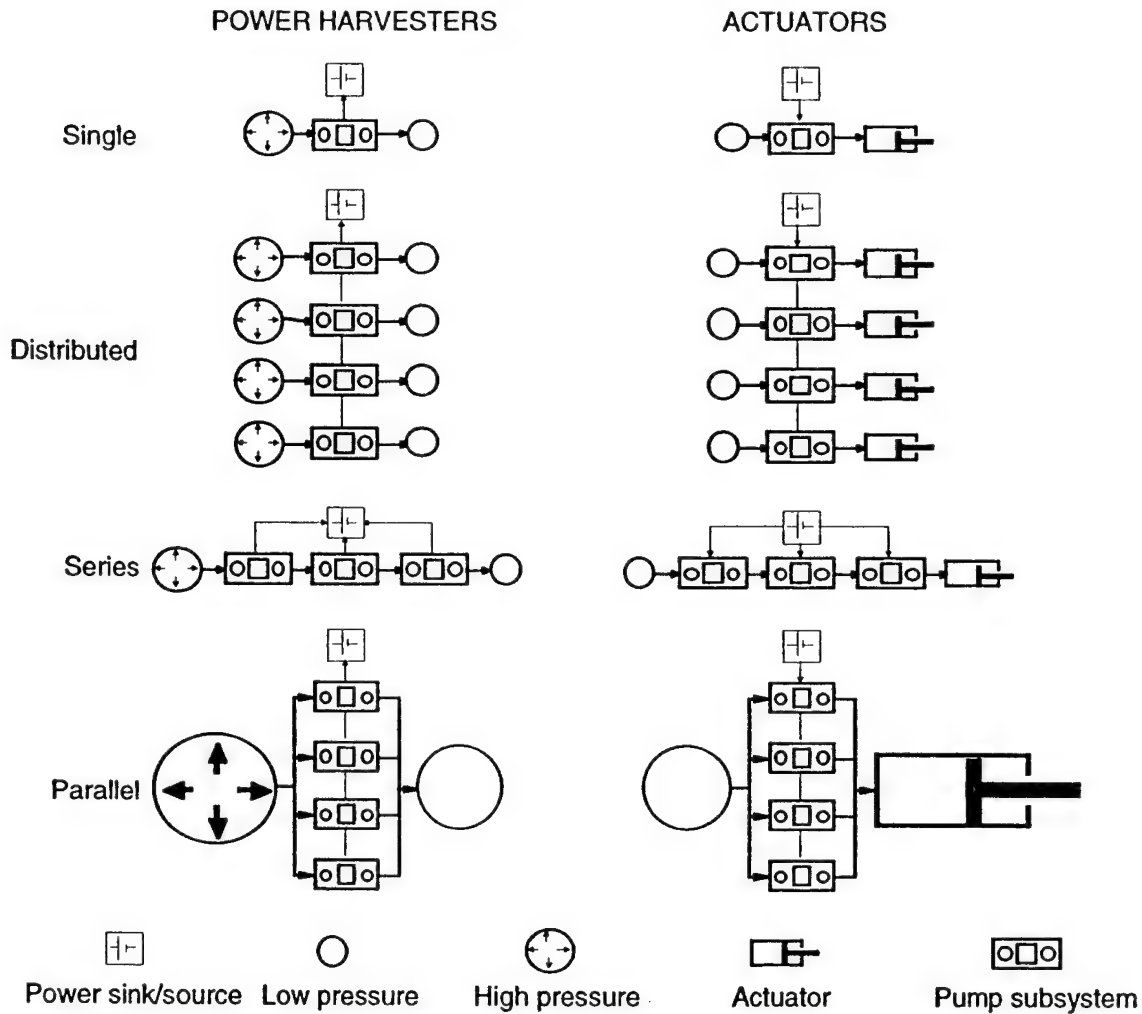 POWER HARVESTERS
ACTUATORS
Single
Distributed
Series
Parallel
Power sink/source
Low pressure
High pressure
Actuator
Pump subsystem